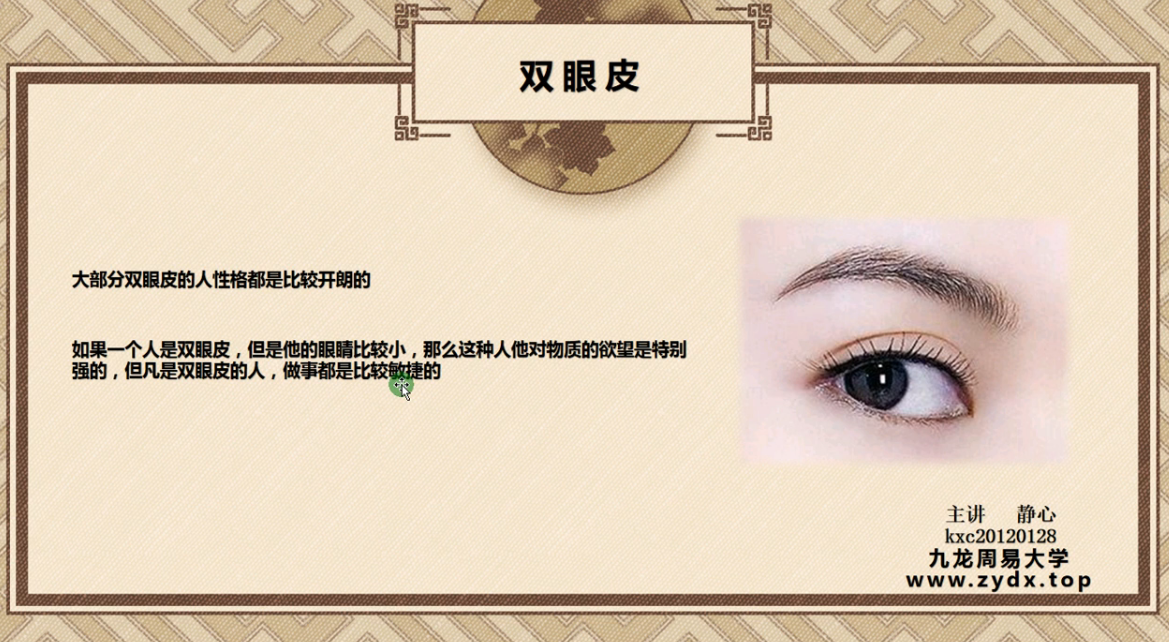 双眼皮
大部分双眼皮的人性格都是比较开朗的
如果一个人是双眼皮，但是他的眼睛比较小，那么这种人他对物质的欲望是特别
强的，但凡是双眼皮的人，做事都是比较敏捷的
主讲 静心
kxc20120128
九龙周易大学
www.zydx.top